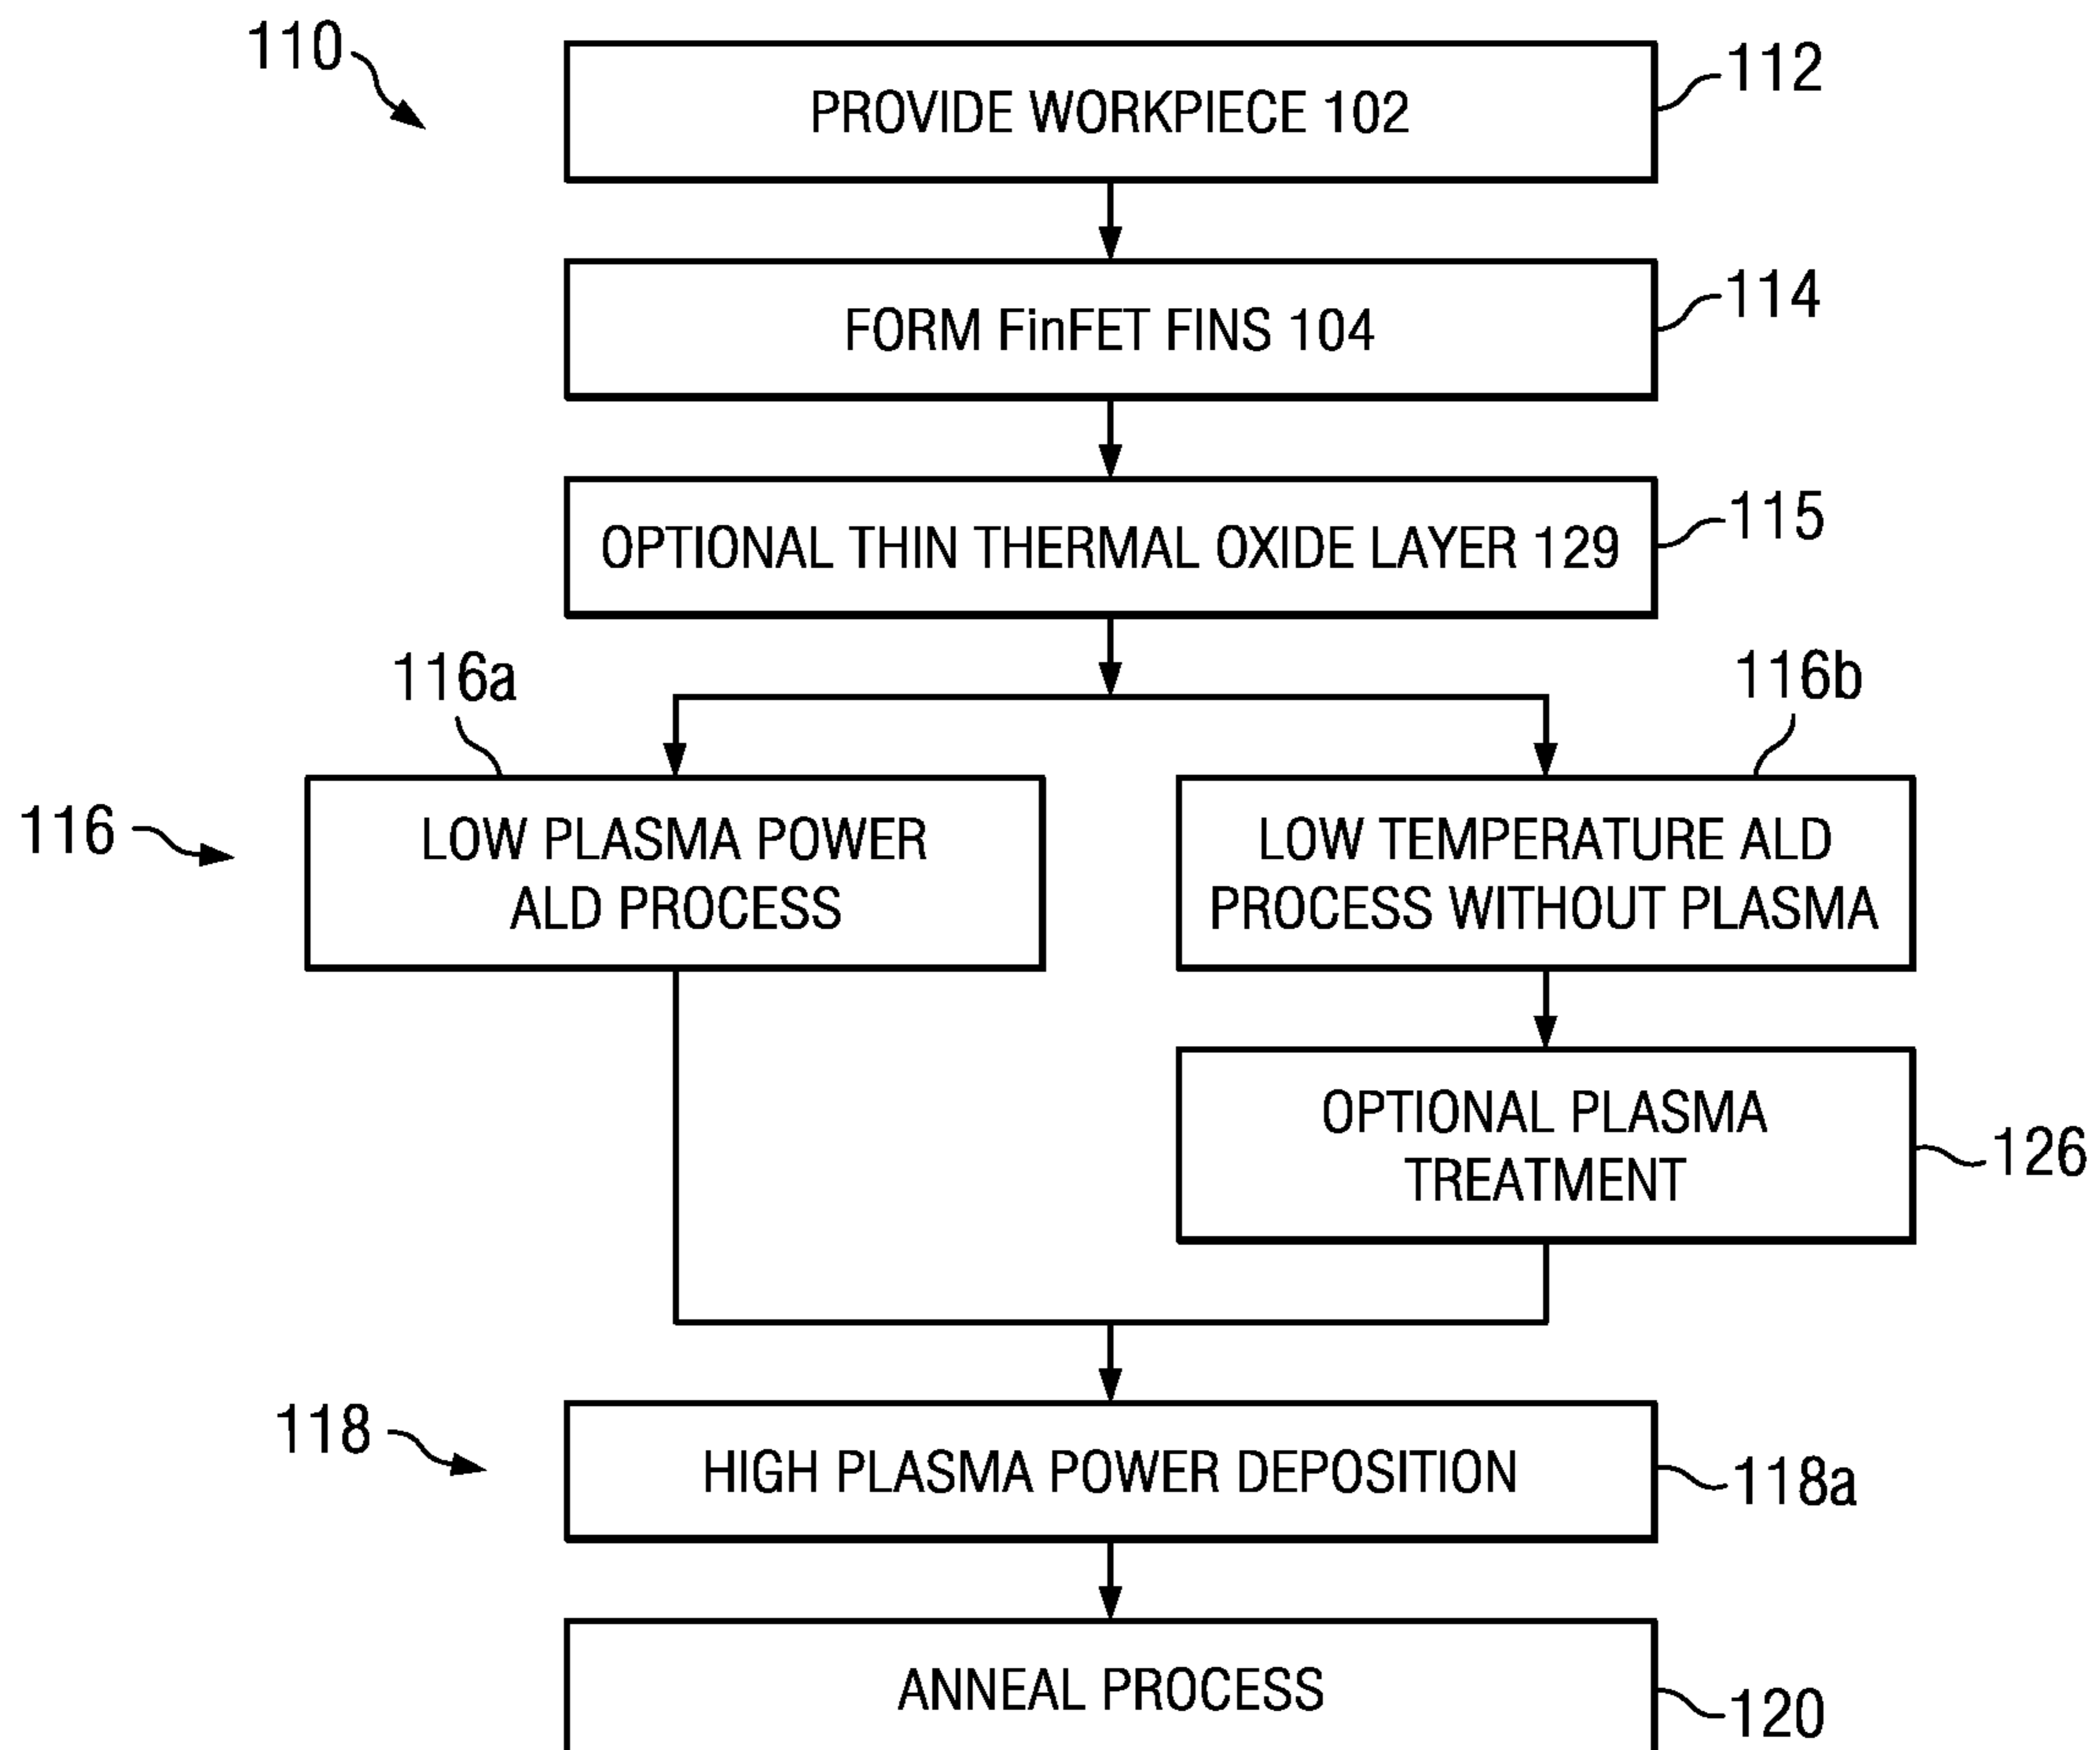 110
PROVIDE WORKPIECE 102
112
FORM FinFET FINS 104
114
OPTIONAL THIN THERMAL OXIDE LAYER 129
115
116a
116b
116
LOW PLASMA POWER
ALD PROCESS
LOW TEMPERATURE ALD
PROCESS WITHOUT PLASMA
OPTIONAL PLASMA
TREATMENT
126
118
HIGH PLASMA POWER DEPOSITION
118a
ANNEAL PROCESS
120